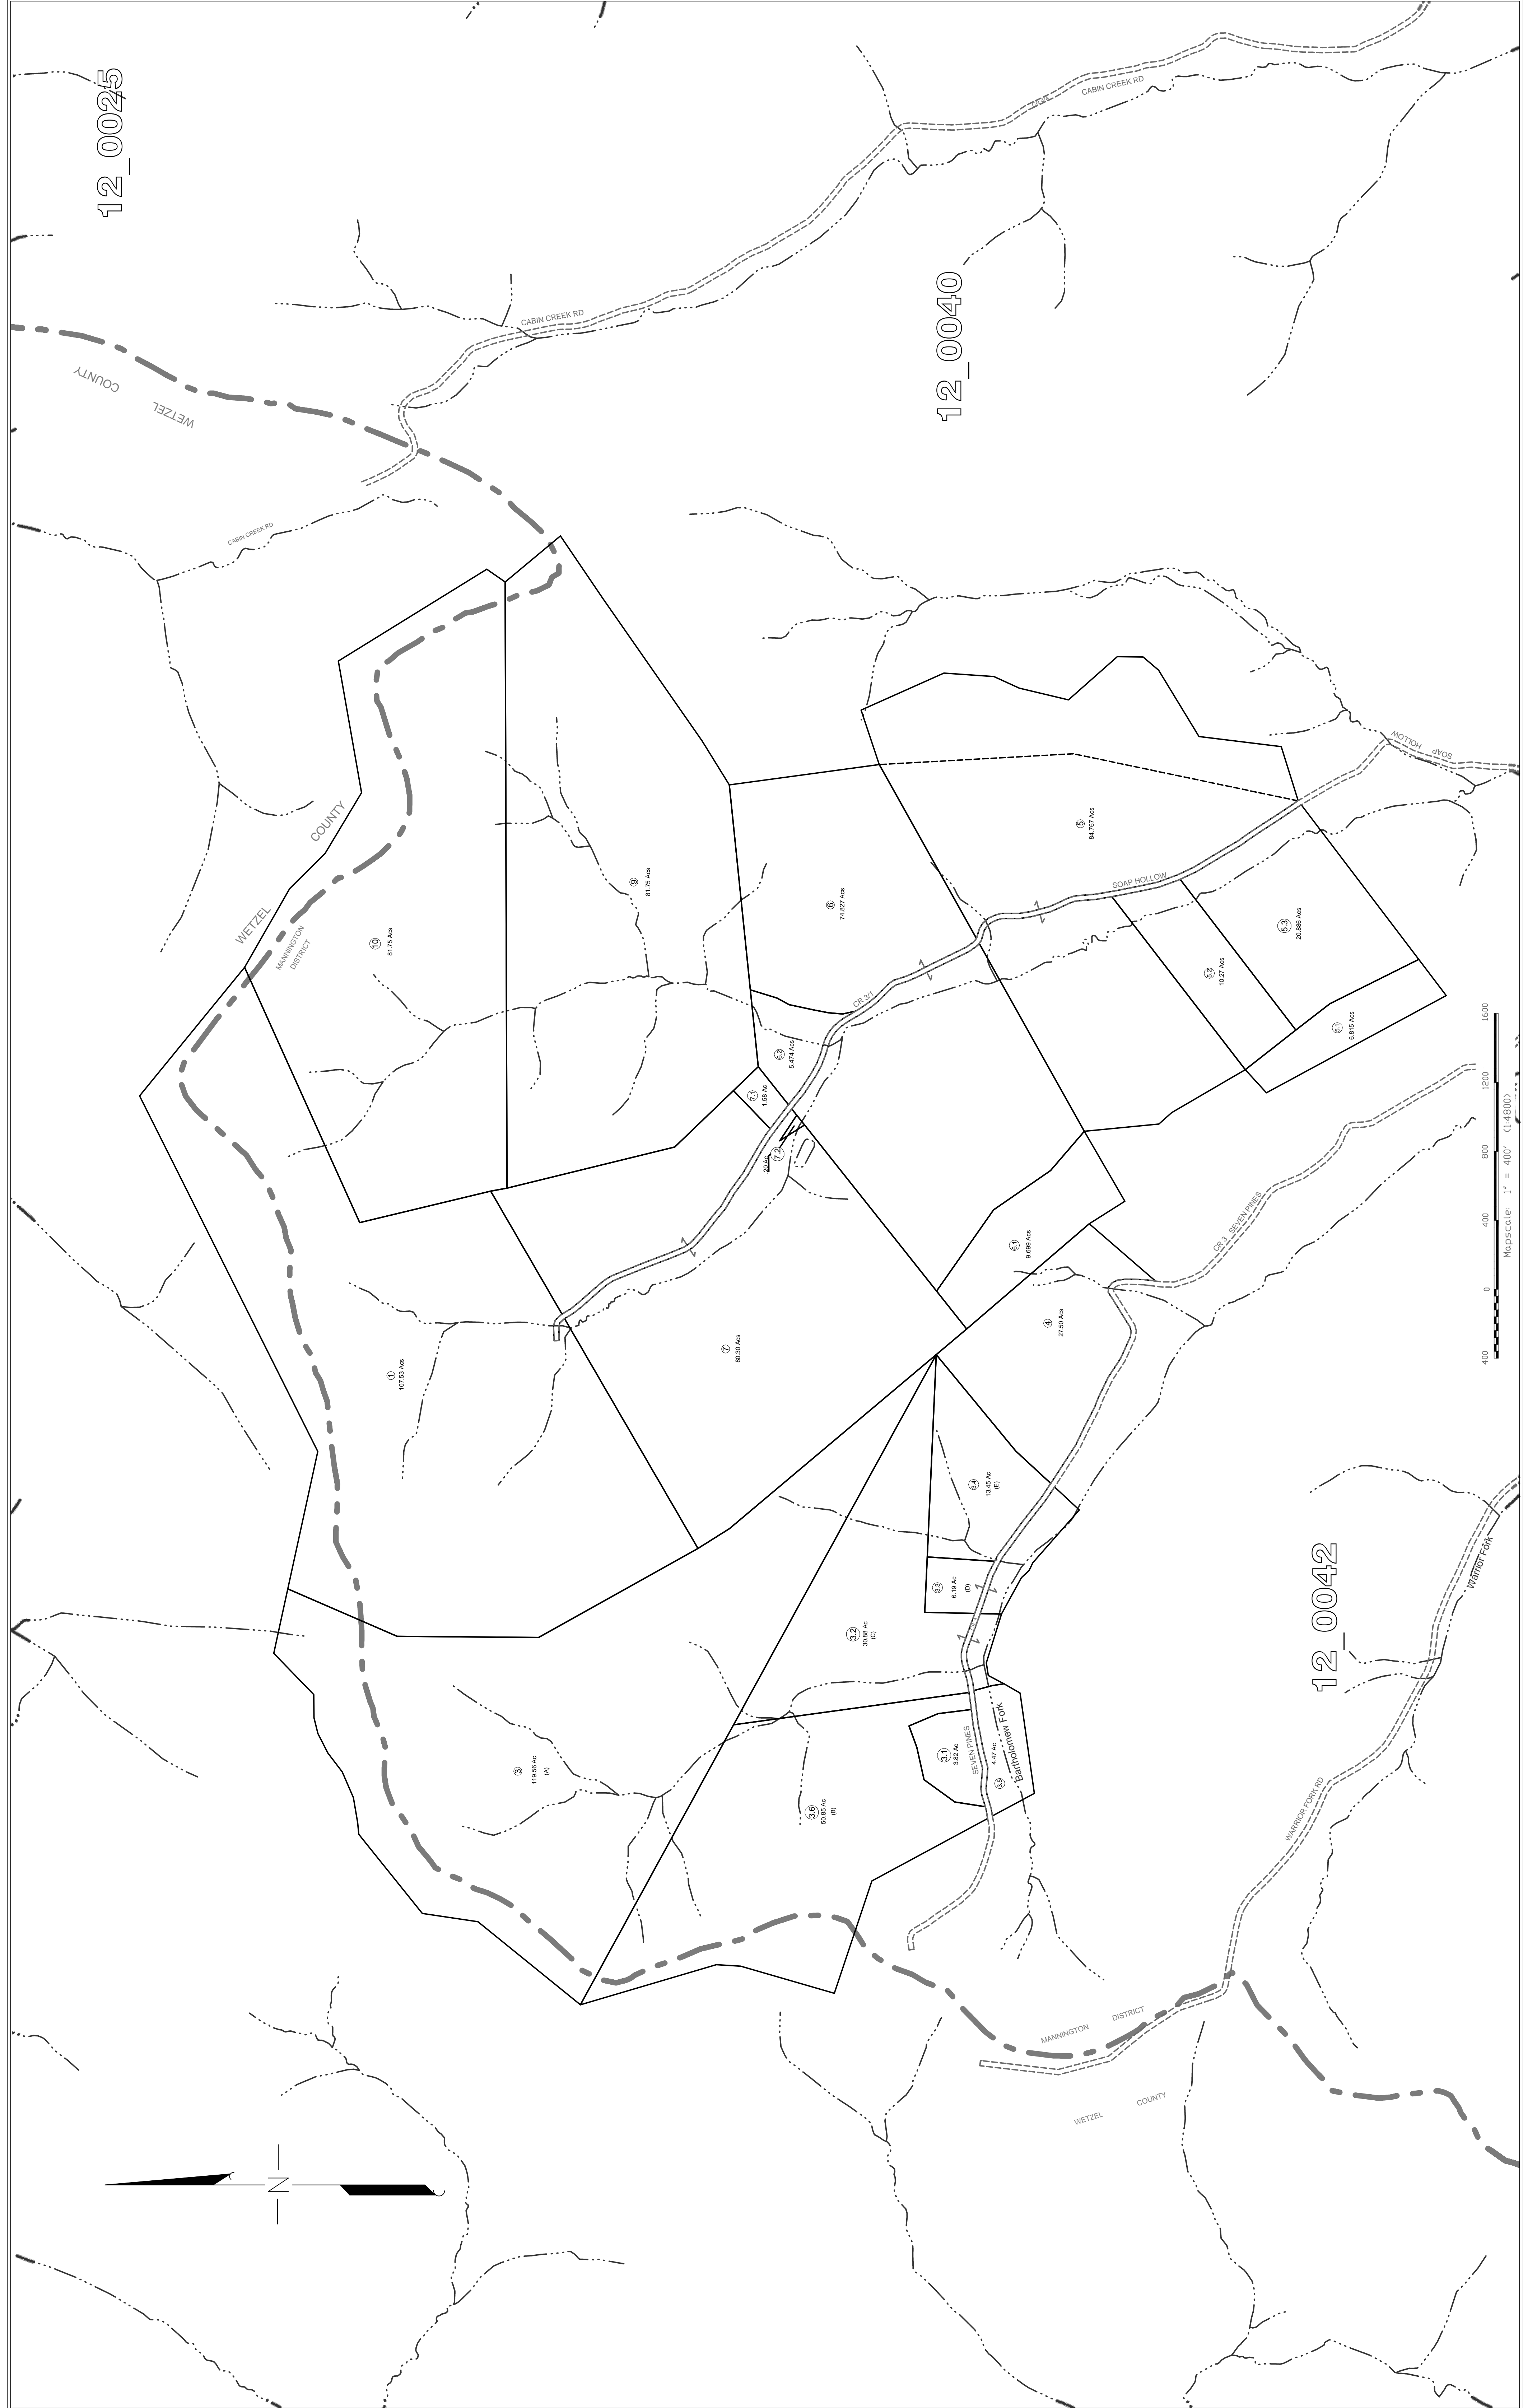 12_0025
12_0040
12_0042
COUNTY
WETZEL
CABIN CREEK RD
CABIN CREEK RD
CABIN CREEK RD
WETZEL
COUNTY
MANNINGTON
DISTRICT
10
81.75 Acs
9
81.75 Acs
6
74.827 Acs
5
84.767 Acs
5.3
20.886 Acs
5.2
10.27 Acs
5.1
6.815 Acs
SOAP HOLLOW
SOAP HOLLOW
CR 3/1
6.2
5.474 Acs
7.1
1.58 Ac
7.2
.20 Ac
6.1
9.699 Acs
1
107.53 Acs
7
80.30 Acs
4
27.50 Acs
CR 3 SEVEN PINES
3.4
13.45 Ac
(E)
3.3
6.19 Ac
(D)
3.2
30.88 Ac
(C)
3
119.56 Ac
(A)
3.6
50.85 Ac
(B)
3.1
3.82 Ac
3.5
4.47 Ac
SEVEN PINES
Bartholomew Fork
WARRIOR FORK RD
Warrior Fork
MANNINGTON DISTRICT
WETZEL COUNTY
N
400 0 400 800 1200 1600
Mapscale: 1" = 400' (1:4800)